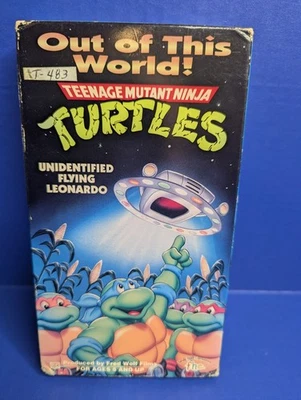 Out of This
World!
KT-483
TEENAGE MUTANT NINJA
TURTLES
UNIDENTIFIED
FLYING
LEONARDO
Produced by Fred Wolf Films
FOR AGES 5 AND UP